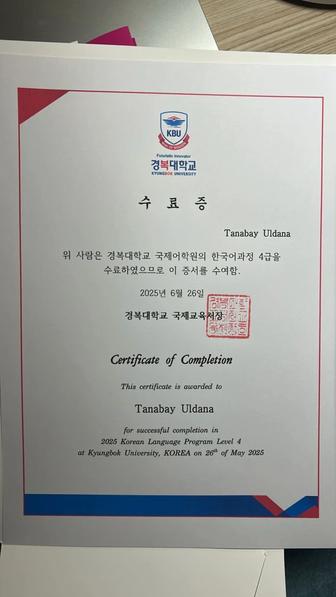 KBU
Futuristic Innovator
경복대학교
KYUNGBOK UNIVERSITY
수 료 증
Tanabay Uldana
위 사람은 경복대학교 국제어학원의 한국어과정 4급을
수료하였으므로 이 증서를 수여함.
2025년 6월 26일
경복대학교 국제교육처장
Certificate of Completion
This certificate is awarded to
Tanabay Uldana
for successful completion in
2025 Korean Language Program Level 4
at Kyungbok University, KOREA on 26th of May 2025